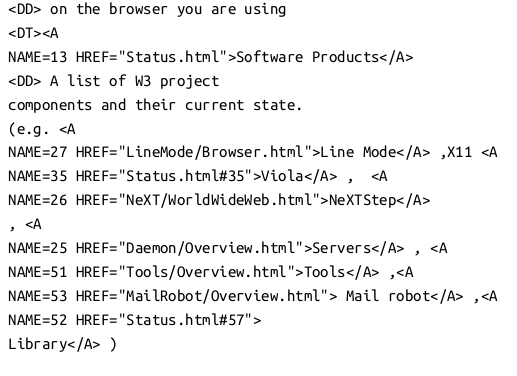 <DD> on the browser you are using
<DT><A
NAME=13 HREF="Status.html">Software Products</A>
<DD> A list of W3 project
components and their current state.
(e.g. <A
NAME=27 HREF="LineMode/Browser.html">Line Mode</A> ,X11 <A
NAME=35 HREF="Status.html#35">Viola</A> ,  <A
NAME=26 HREF="NeXT/WorldWideWeb.html">NeXTStep</A>
, <A
NAME=25 HREF="Daemon/Overview.html">Servers</A> , <A
NAME=51 HREF="Tools/Overview.html">Tools</A> ,<A
NAME=53 HREF="MailRobot/Overview.html"> Mail robot</A> ,<A
NAME=52 HREF="Status.html#57">
Library</A> )